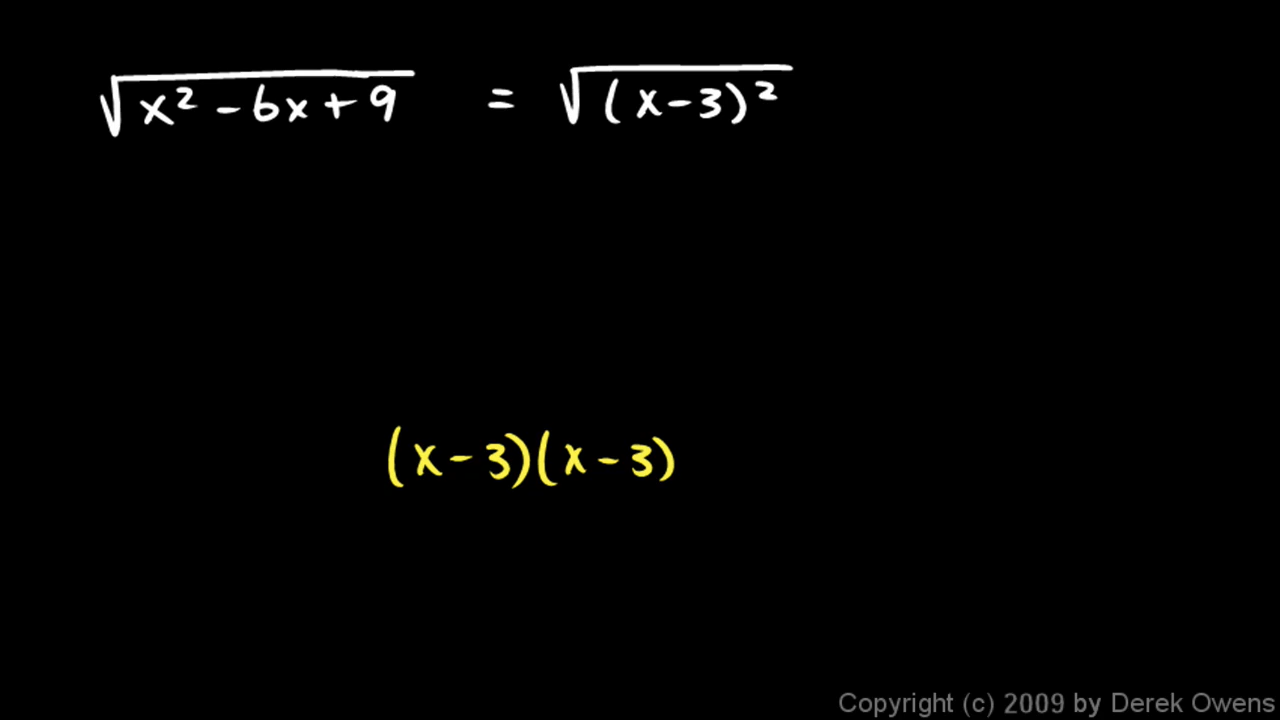 √(x² - 6x + 9) = √((x-3)²)
(x - 3)(x - 3)
Copyright (c) 2009 by Derek Owens